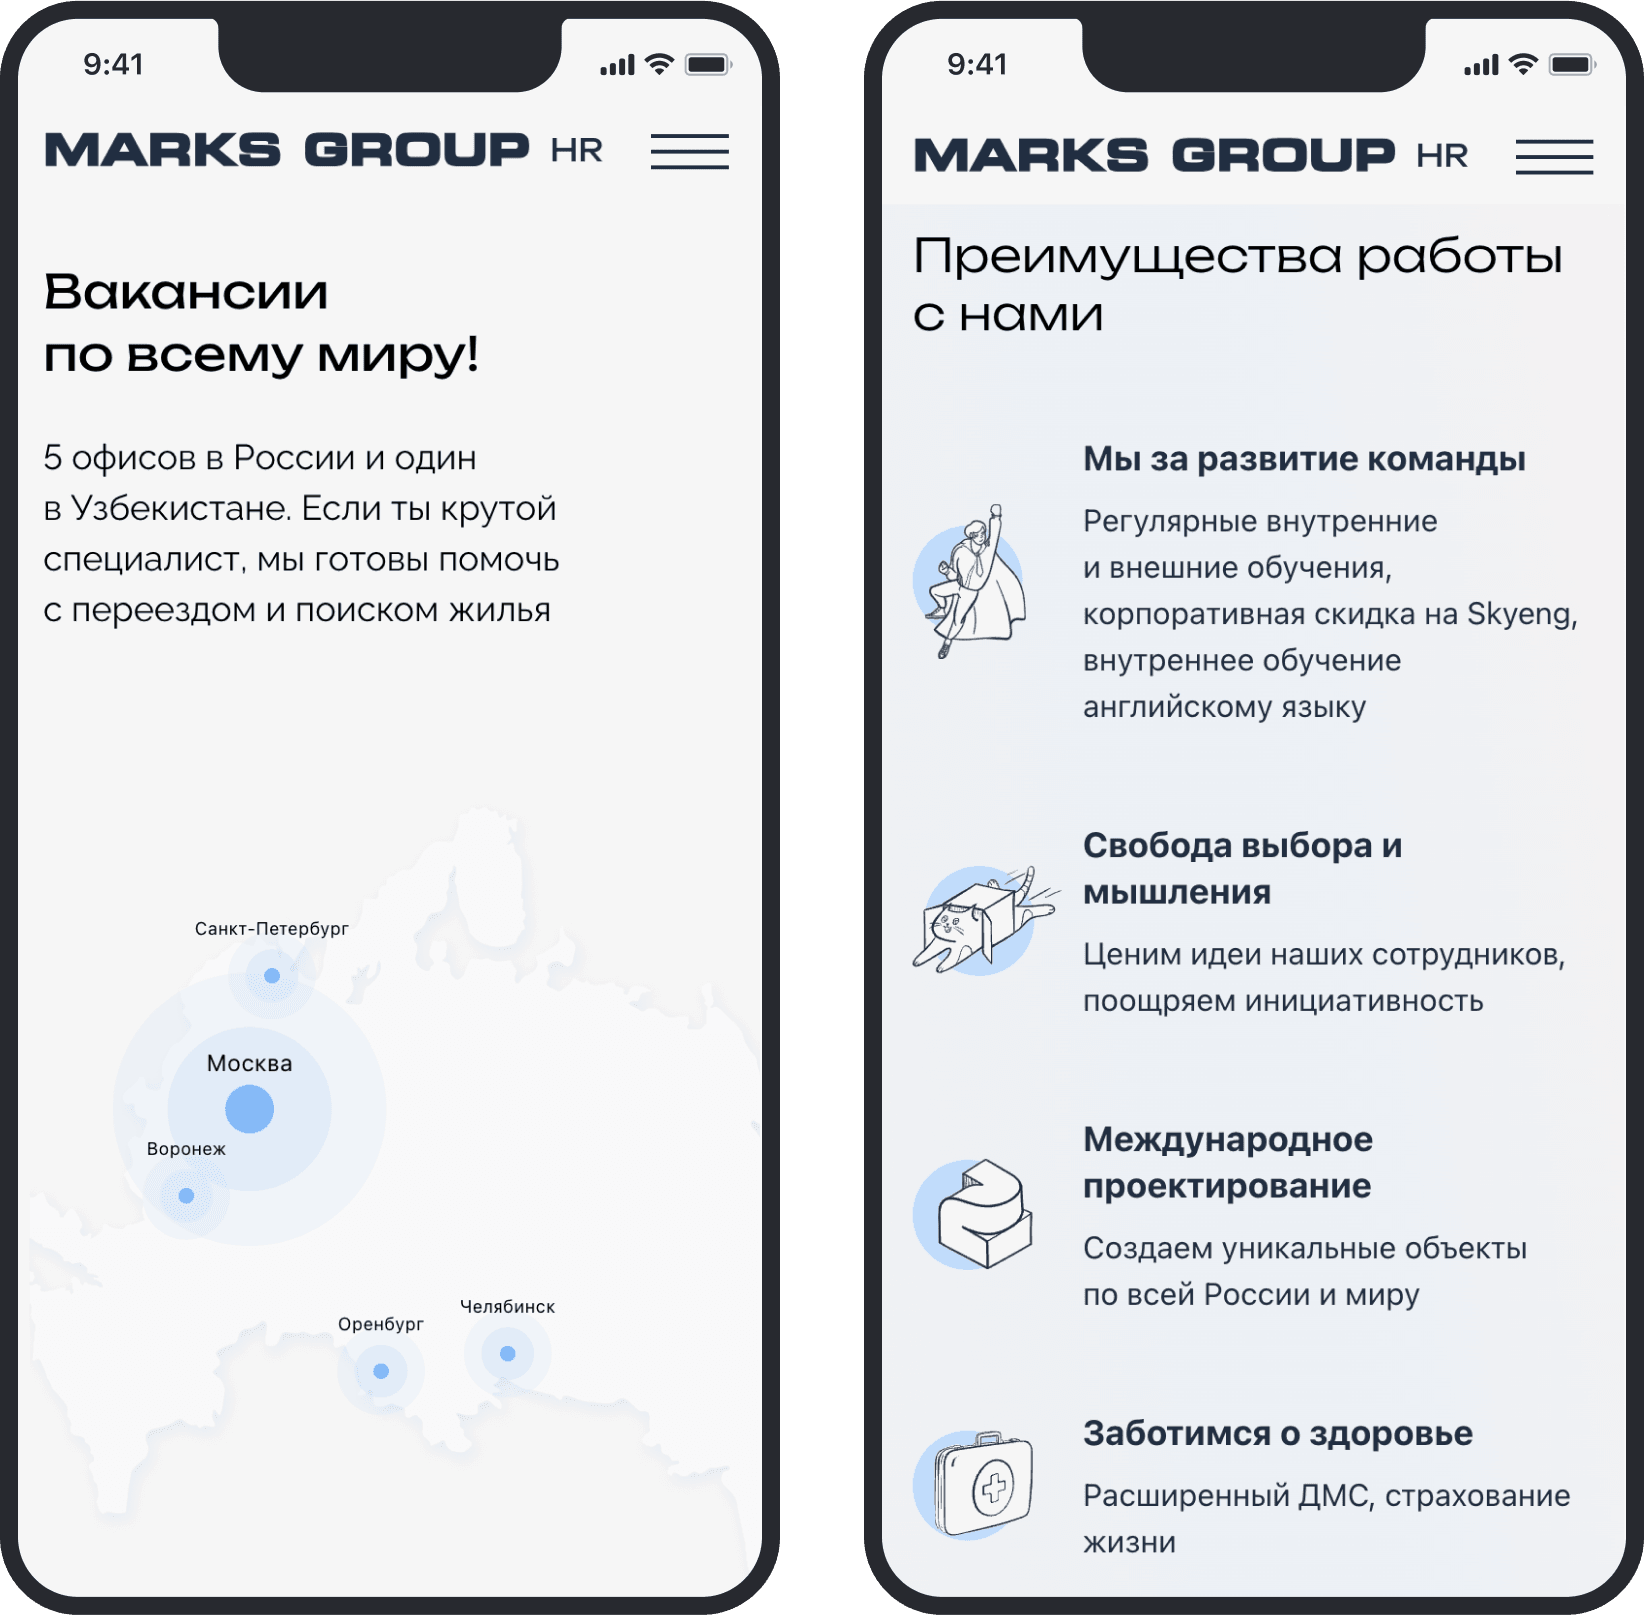 9:41
MARKS GROUP HR
Вакансии
по всему миру!
5 офисов в России и один
в Узбекистане. Если ты крутой
специалист, мы готовы помочь
с переездом и поиском жилья
Санкт-Петербург
Москва
Воронеж
Челябинск
Оренбург
9:41
MARKS GROUP HR
Преимущества работы
с нами
Мы за развитие команды
Регулярные внутренние
и внешние обучения,
корпоративная скидка на Skyeng,
внутреннее обучение
английскому языку
Свобода выбора и
мышления
Ценим идеи наших сотрудников,
поощряем инициативность
Международное
проектирование
Создаем уникальные объекты
по всей России и миру
Заботимся о здоровье
Расширенный ДМС, страхование
жизни